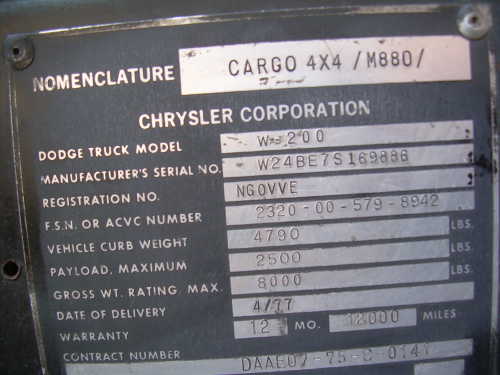 NOMENCLATURE CARGO 4X4 /M880/
CHRYSLER CORPORATION
DODGE TRUCK MODEL W-200
MANUFACTURER'S SERIAL NO. W24BE7S169886
REGISTRATION NO. NG0VVE
F.S.N. OR ACVC NUMBER 2320-00-579-8942
VEHICLE CURB WEIGHT 4790 LBS.
PAYLOAD, MAXIMUM 2500 LBS.
GROSS WT. RATING, MAX. 8000 LBS.
DATE OF DELIVERY 4/77
WARRANTY 12 MO. 12000 MILES
CONTRACT NUMBER